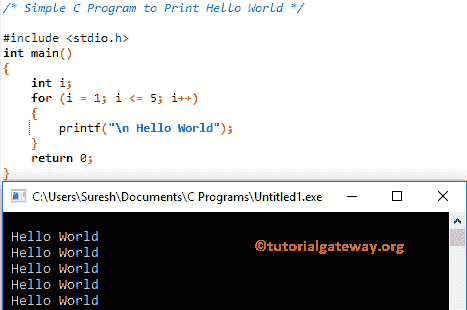 /* Simple C Program to Print Hello World */
#include <stdio.h>
int main()
{
    int i;
    for (i = 1; i <= 5; i++)
    {
        printf("\n Hello World");
    }
    return 0;
}
C:\Users\Suresh\Documents\C Programs\Untitled1.exe
Hello World
©tutorialgateway.org
Hello World
Hello World
Hello World
Hello World